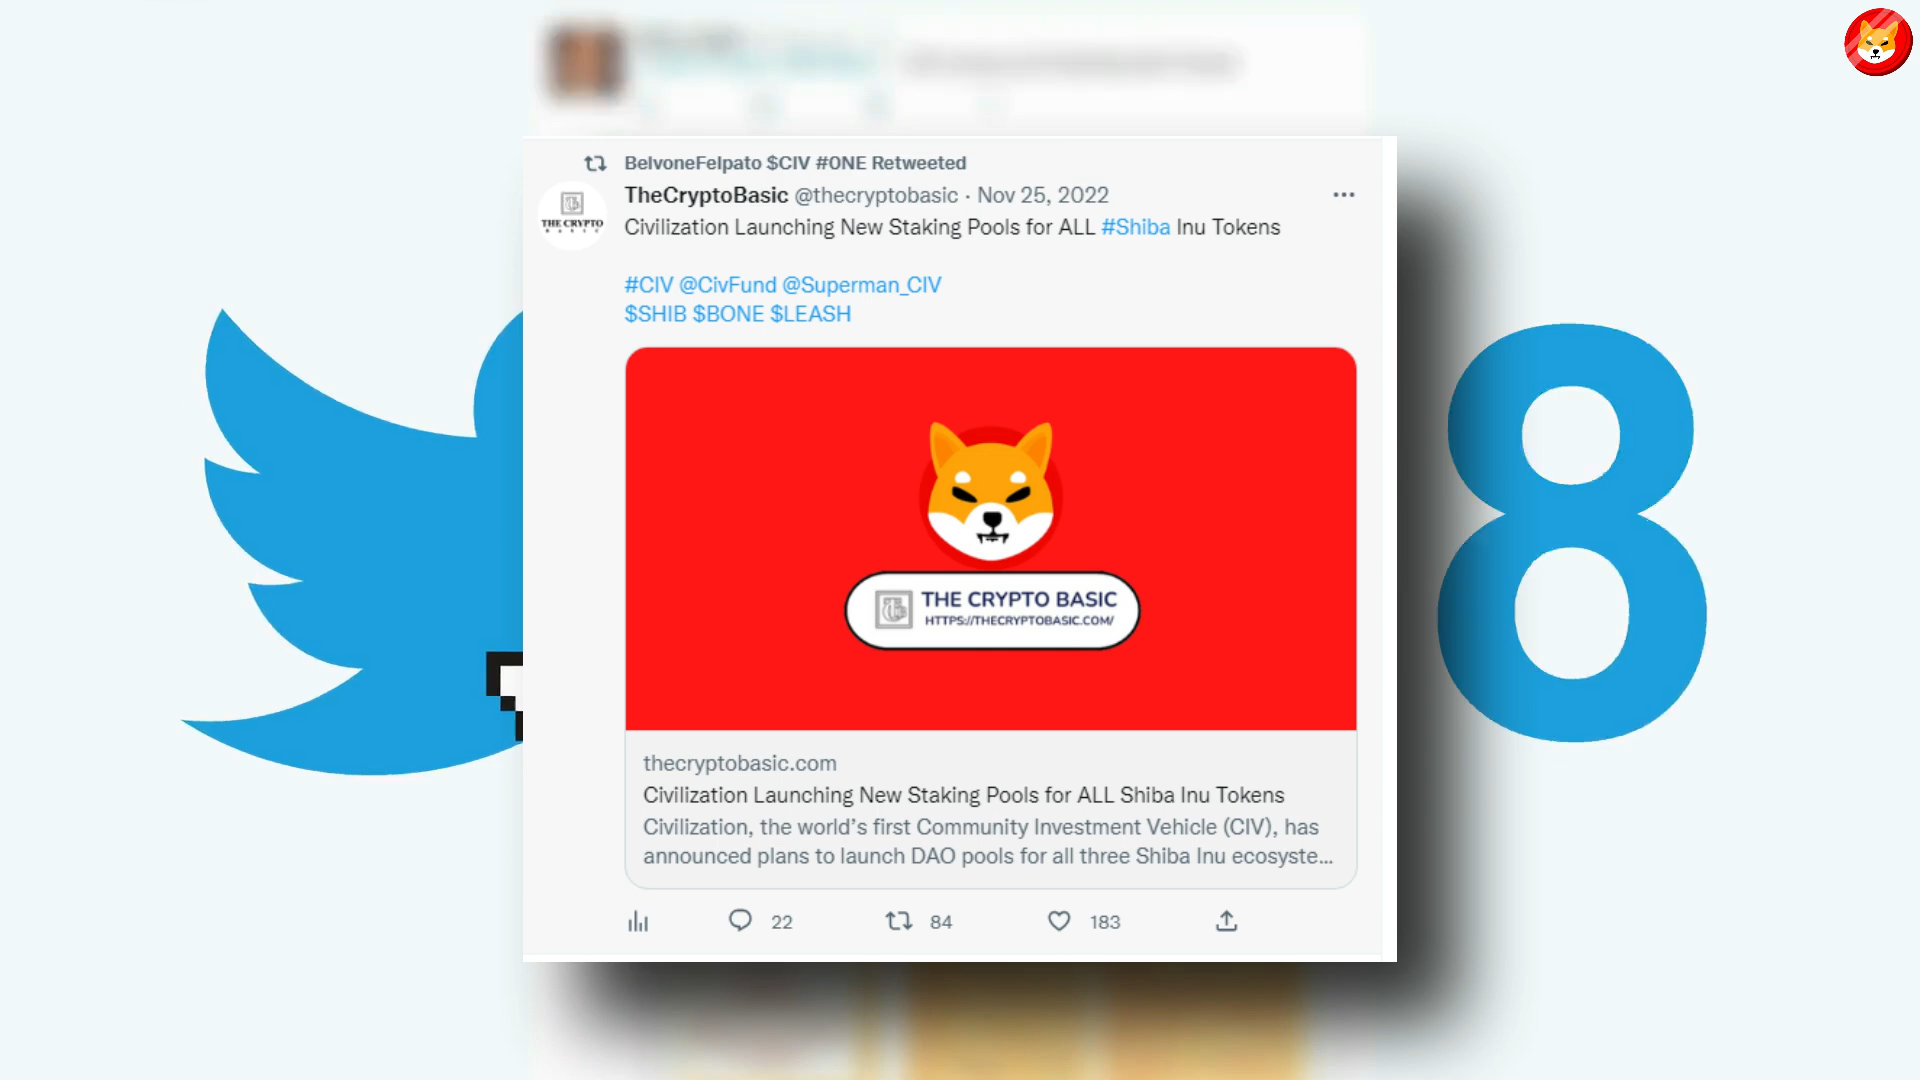 BelvoneFelpato $CIV #ONE Retweeted
TheCryptoBasic @thecryptobasic · Nov 25, 2022
THE CRYPTO
BASIC
Civilization Launching New Staking Pools for ALL #Shiba Inu Tokens
#CIV @CivFund @Superman_CIV
$SHIB $BONE $LEASH
THE CRYPTO BASIC
HTTPS://THECRYPTOBASIC.COM/
thecryptobasic.com
Civilization Launching New Staking Pools for ALL Shiba Inu Tokens
Civilization, the world's first Community Investment Vehicle (CIV), has
announced plans to launch DAO pools for all three Shiba Inu ecosyste...
22 84 183
8